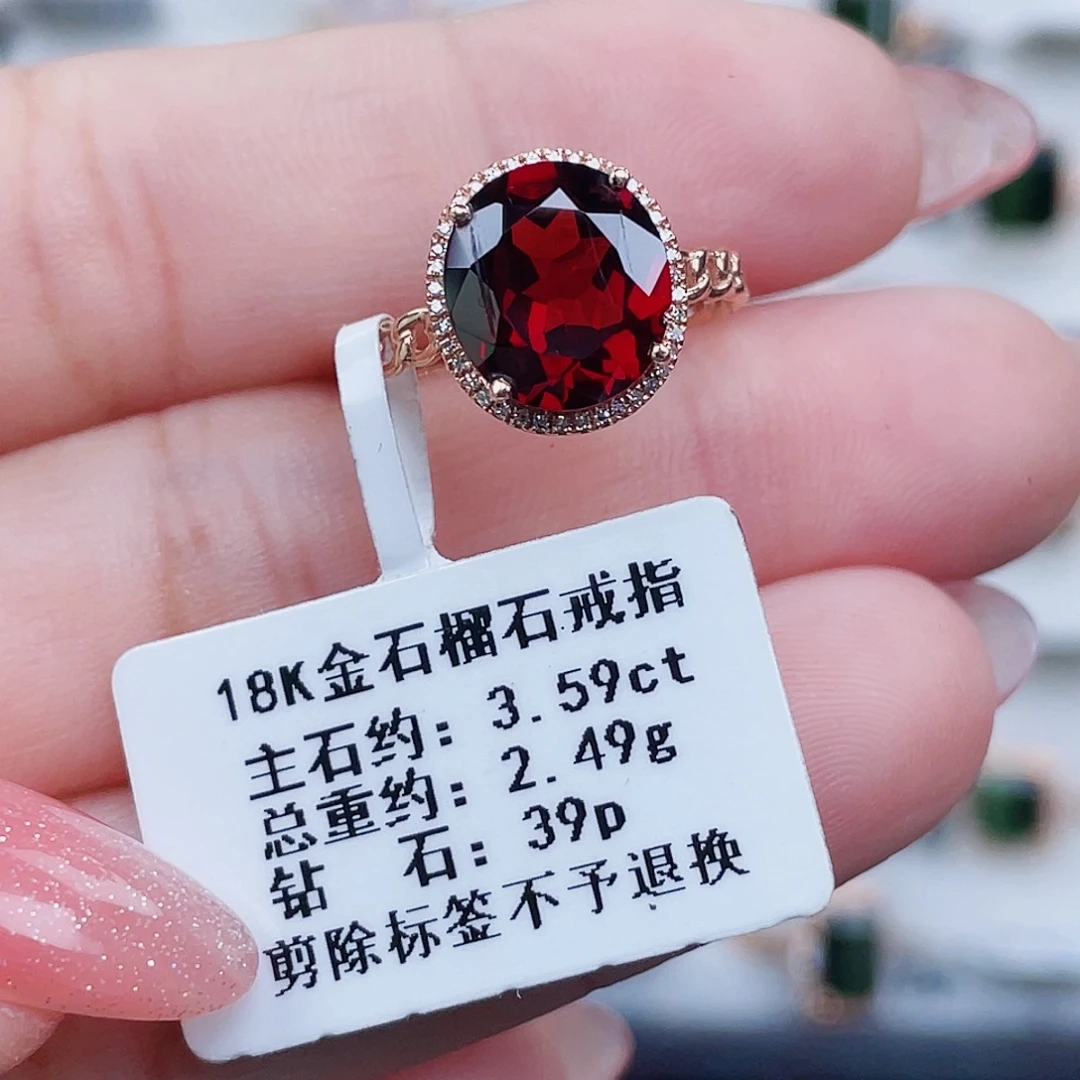 18K金石榴石戒指
主石约: 3.59ct
总重约: 2.49g
钻 石: 39p
剪除标签不予退换